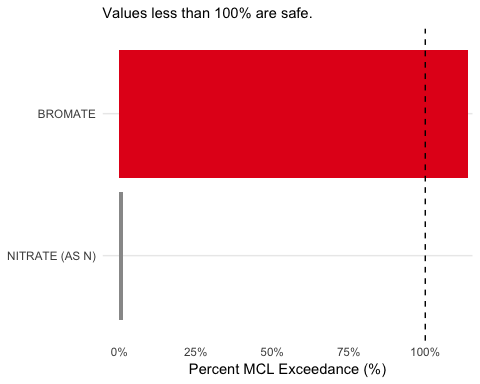 Values less than 100% are safe.
BROMATE
NITRATE (AS N)
0% 25% 50% 75% 100%
Percent MCL Exceedance (%)